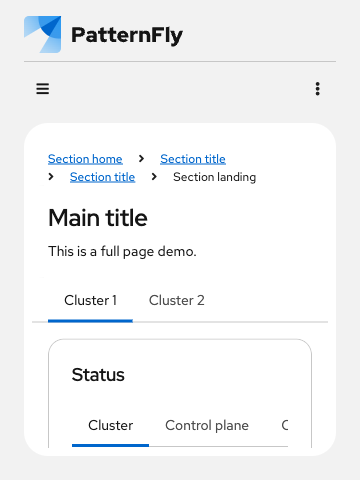 PatternFly
Section home Section title
Section title Section landing
Main title
This is a full page demo.
Cluster 1 Cluster 2
Status
Cluster Control plane